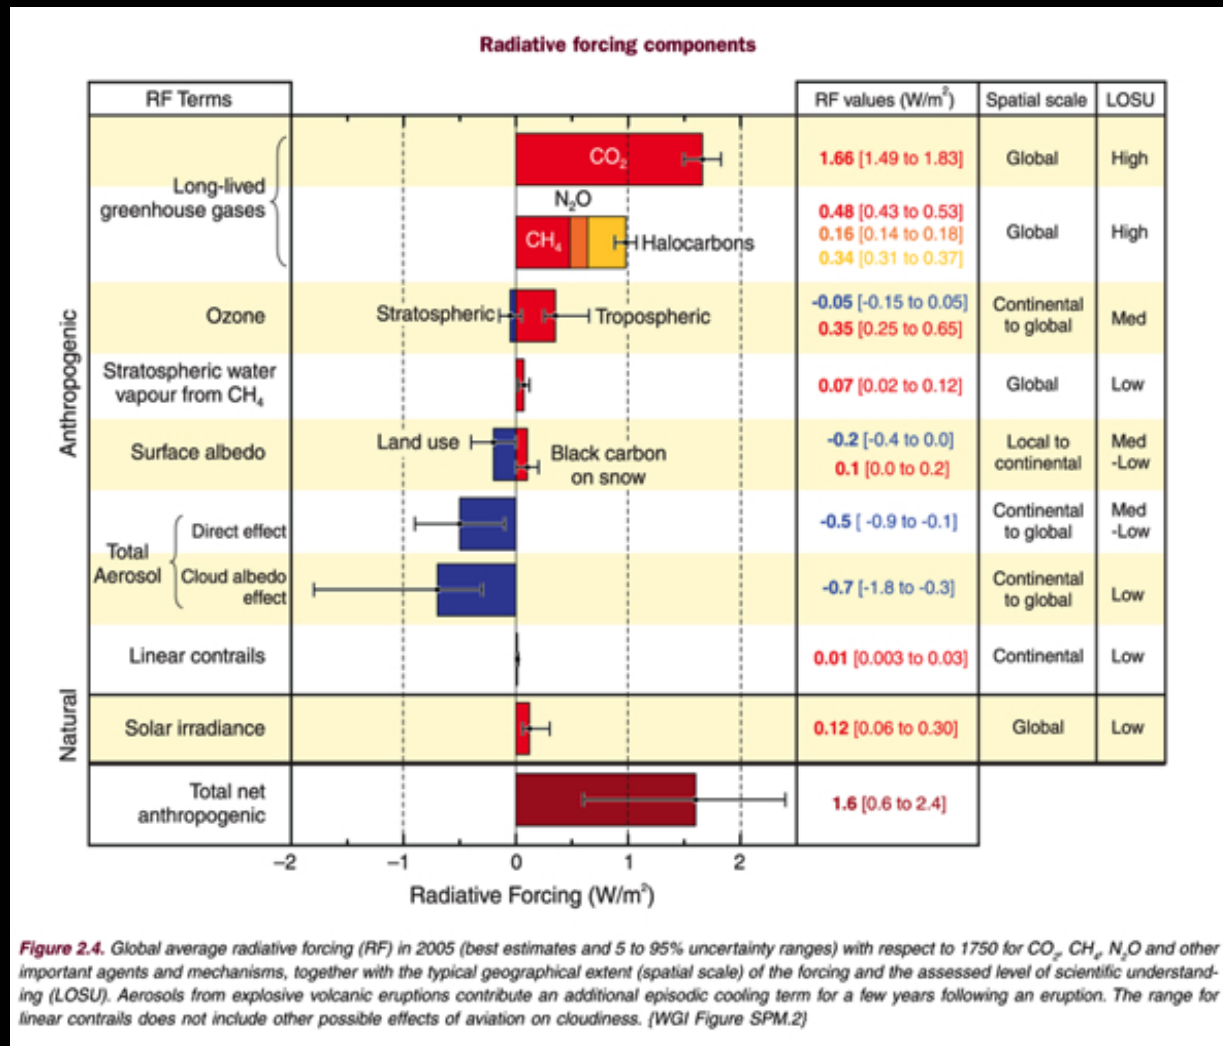 Radiative forcing components
RF Terms
RF values (W/m²)
Spatial scale
LOSU
Anthropogenic
Long-lived
greenhouse gases
CO₂
1.66 [1.49 to 1.83]
Global
High
N₂O
CH₄
Halocarbons
0.48 [0.43 to 0.53]
0.16 [0.14 to 0.18]
0.34 [0.31 to 0.37]
Global
High
Ozone
Stratospheric
Tropospheric
-0.05 [-0.15 to 0.05]
0.35 [0.25 to 0.65]
Continental
to global
Med
Stratospheric water
vapour from CH₄
0.07 [0.02 to 0.12]
Global
Low
Surface albedo
Land use
Black carbon
on snow
-0.2 [-0.4 to 0.0]
0.1 [0.0 to 0.2]
Local to
continental
Med
-Low
Total
Aerosol
Direct effect
-0.5 [ -0.9 to -0.1]
Continental
to global
Med
-Low
Cloud albedo
effect
-0.7 [-1.8 to -0.3]
Continental
to global
Low
Linear contrails
0.01 [0.003 to 0.03]
Continental
Low
Natural
Solar irradiance
0.12 [0.06 to 0.30]
Global
Low
Total net
anthropogenic
1.6 [0.6 to 2.4]
–2 –1 0 1 2
Radiative Forcing (W/m²)
Figure 2.4. Global average radiative forcing (RF) in 2005 (best estimates and 5 to 95% uncertainty ranges) with respect to 1750 for CO₂, CH₄, N₂O and other
important agents and mechanisms, together with the typical geographical extent (spatial scale) of the forcing and the assessed level of scientific understand-
ing (LOSU). Aerosols from explosive volcanic eruptions contribute an additional episodic cooling term for a few years following an eruption. The range for
linear contrails does not include other possible effects of aviation on cloudiness. {WGI Figure SPM.2}